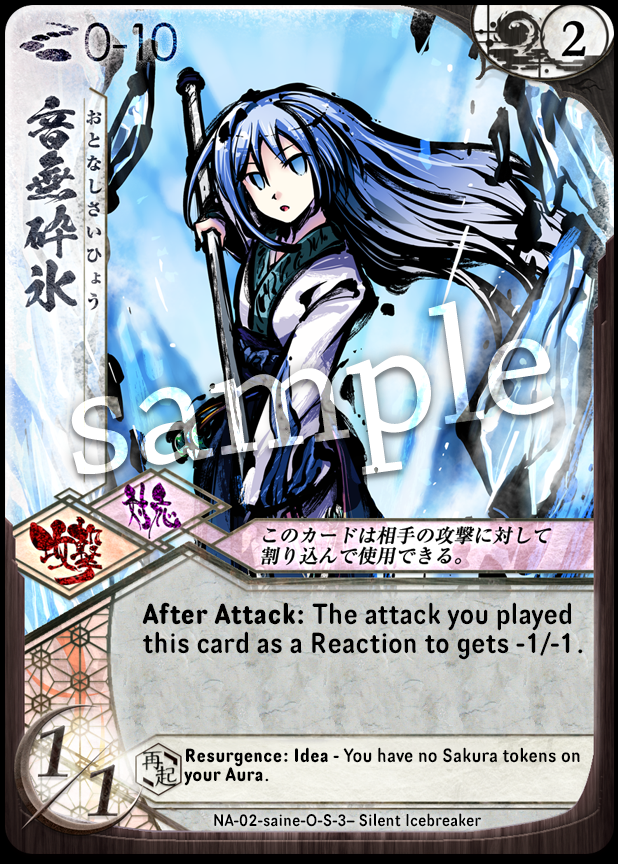 0-10
2
音無砕氷
おとなしさいひょう
sample
攻撃
対応
このカードは相手の攻撃に対して
割り込んで使用できる。
After Attack: The attack you played
this card as a Reaction to gets -1/-1.
1/1
再起
Resurgence: Idea - You have no Sakura tokens on
your Aura.
NA-02-saine-O-S-3– Silent Icebreaker